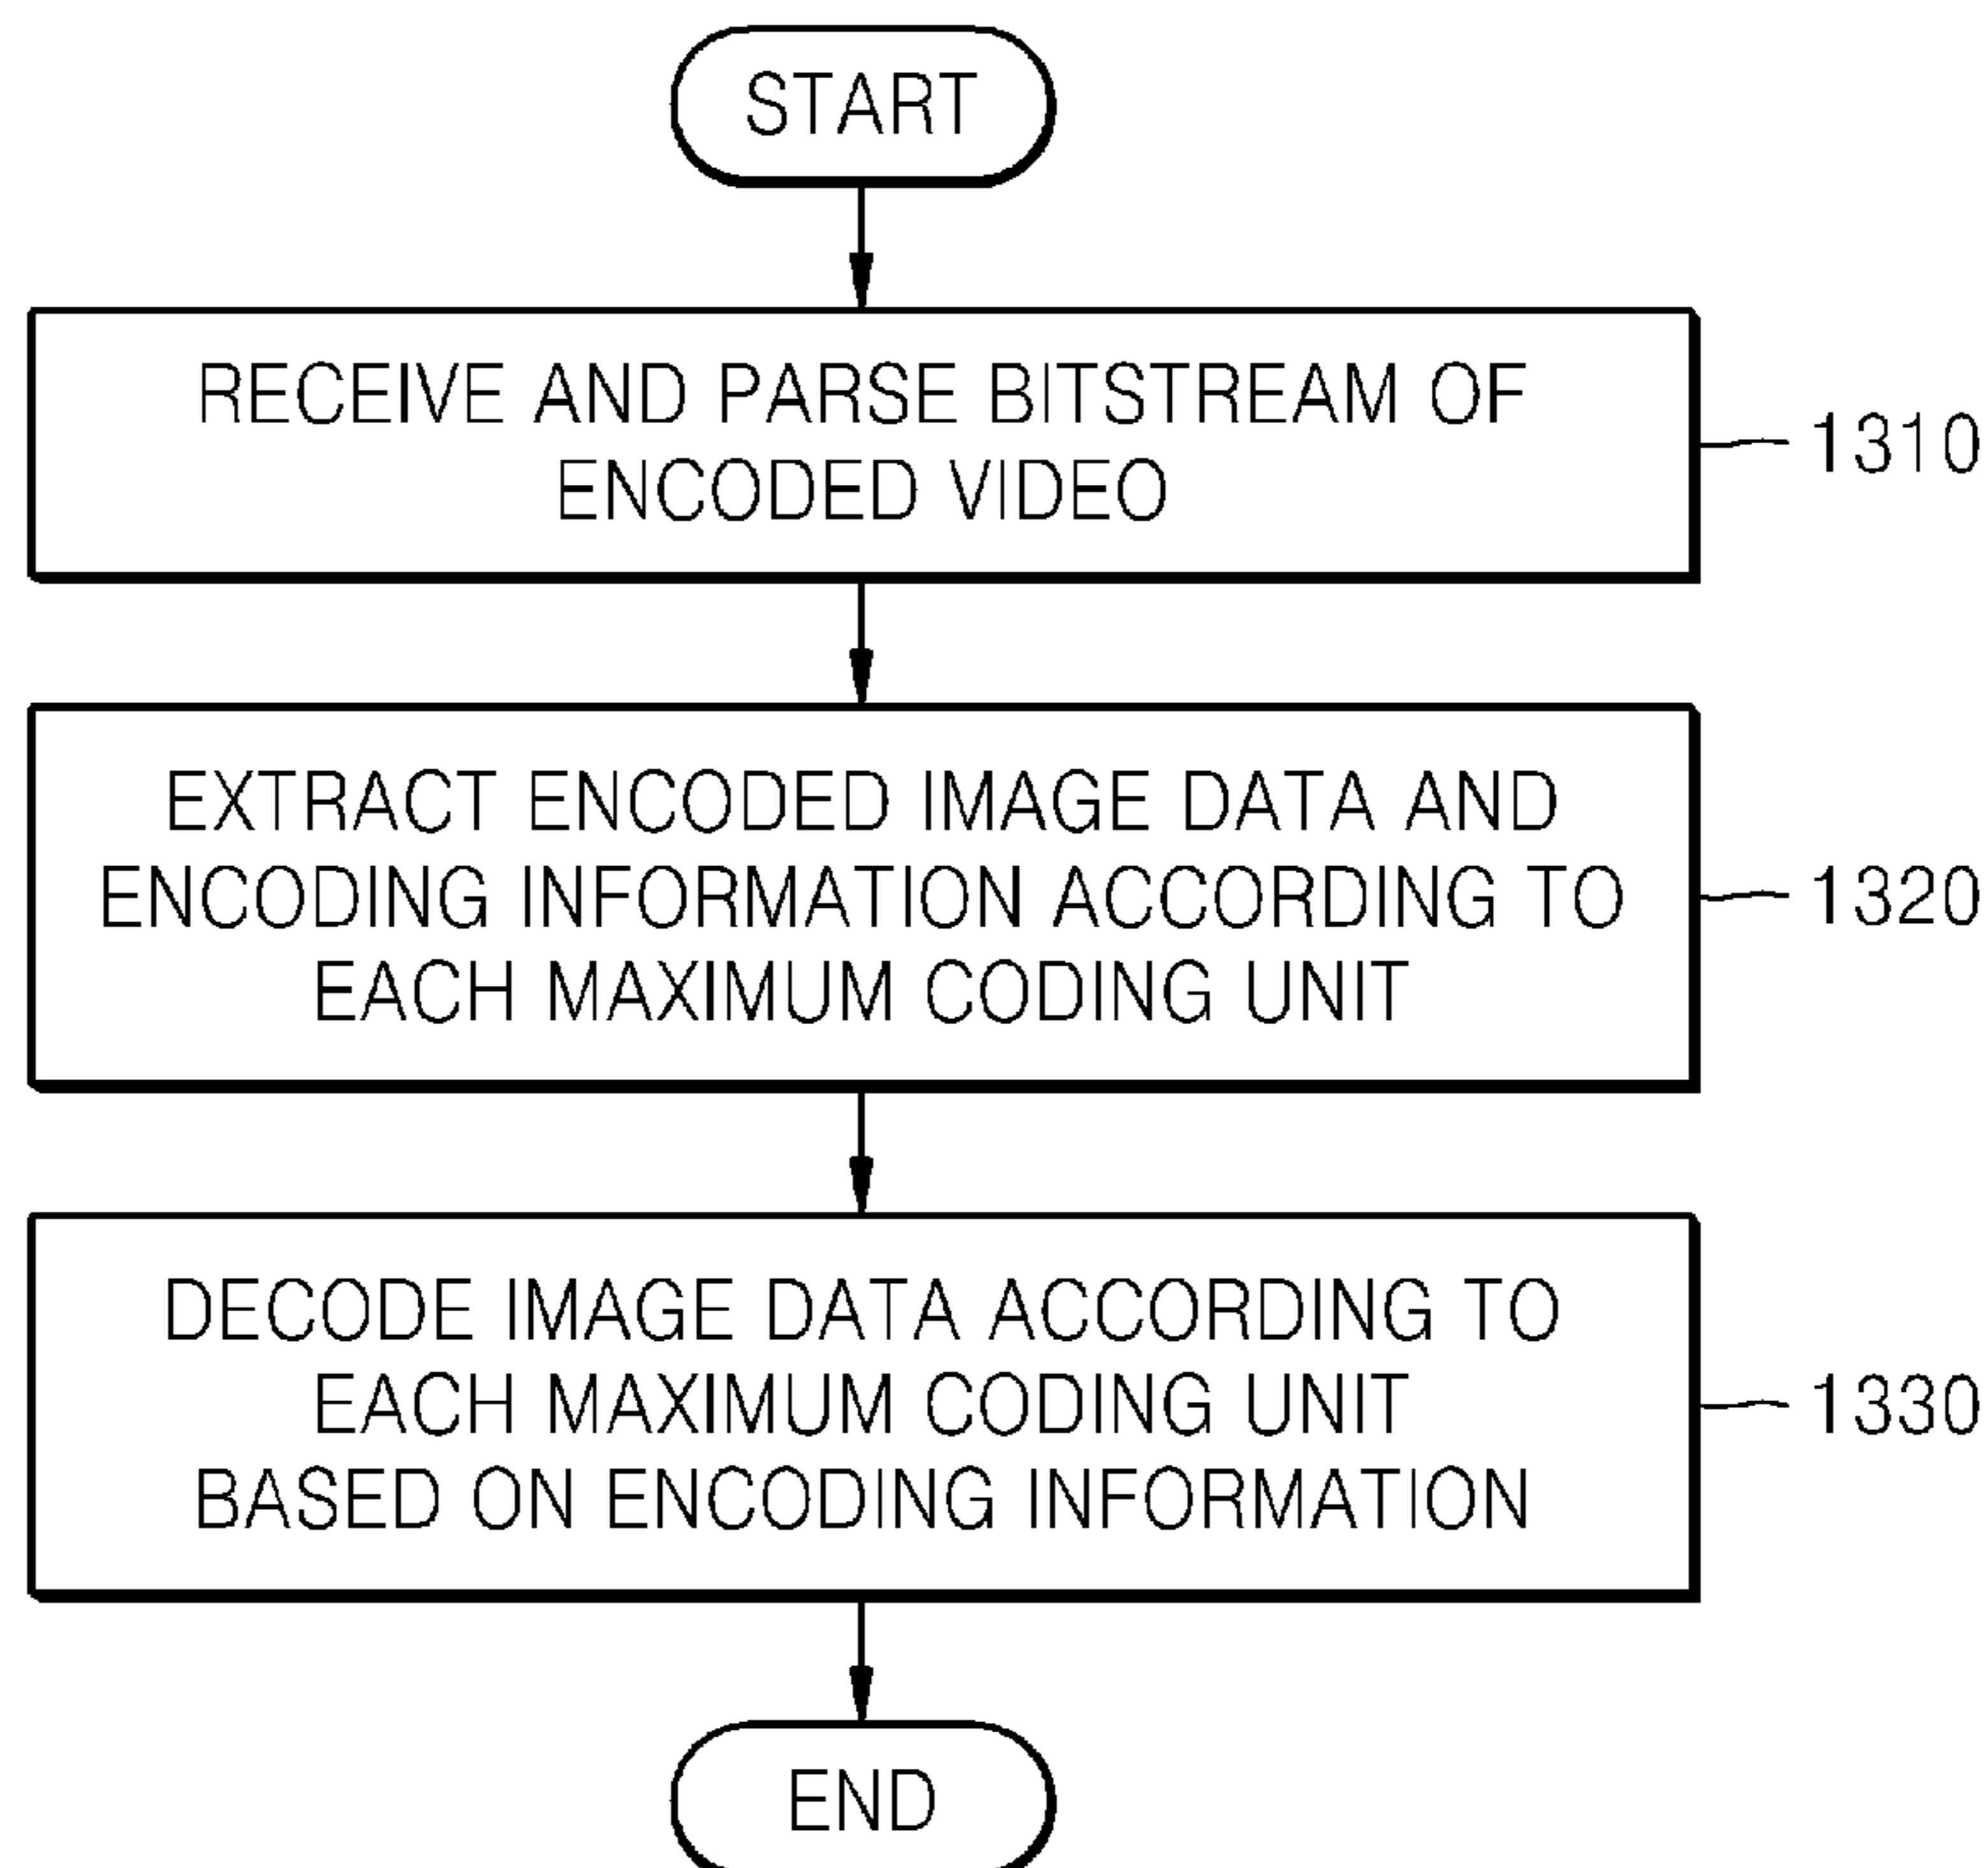 START
RECEIVE AND PARSE BITSTREAM OF
ENCODED VIDEO
1310
EXTRACT ENCODED IMAGE DATA AND
ENCODING INFORMATION ACCORDING TO
EACH MAXIMUM CODING UNIT
1320
DECODE IMAGE DATA ACCORDING TO
EACH MAXIMUM CODING UNIT
BASED ON ENCODING INFORMATION
1330
END